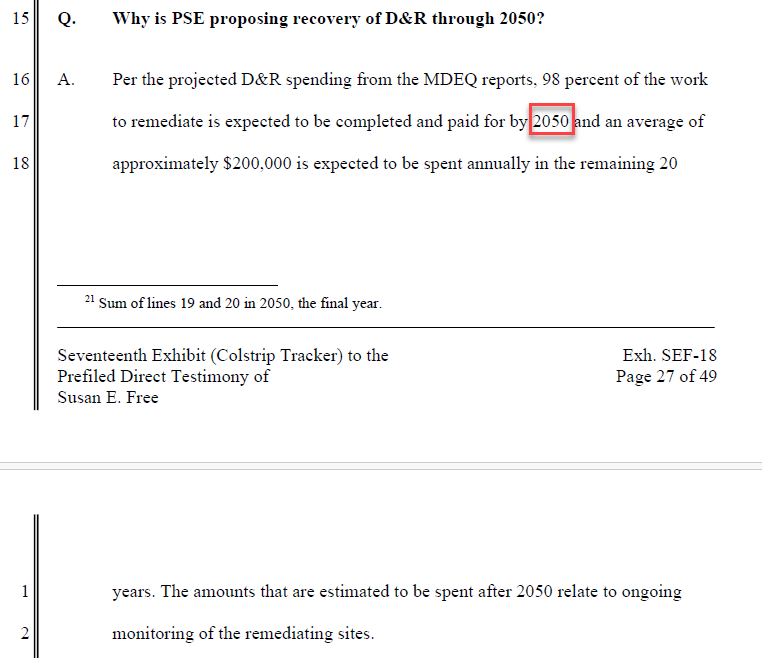 15 Q. Why is PSE proposing recovery of D&R through 2050?
16 A. Per the projected D&R spending from the MDEQ reports, 98 percent of the work
17 to remediate is expected to be completed and paid for by 2050 and an average of
18 approximately $200,000 is expected to be spent annually in the remaining 20
21 Sum of lines 19 and 20 in 2050, the final year.
Seventeenth Exhibit (Colstrip Tracker) to the Exh. SEF-18
Prefiled Direct Testimony of Page 27 of 49
Susan E. Free
1 years. The amounts that are estimated to be spent after 2050 relate to ongoing
2 monitoring of the remediating sites.